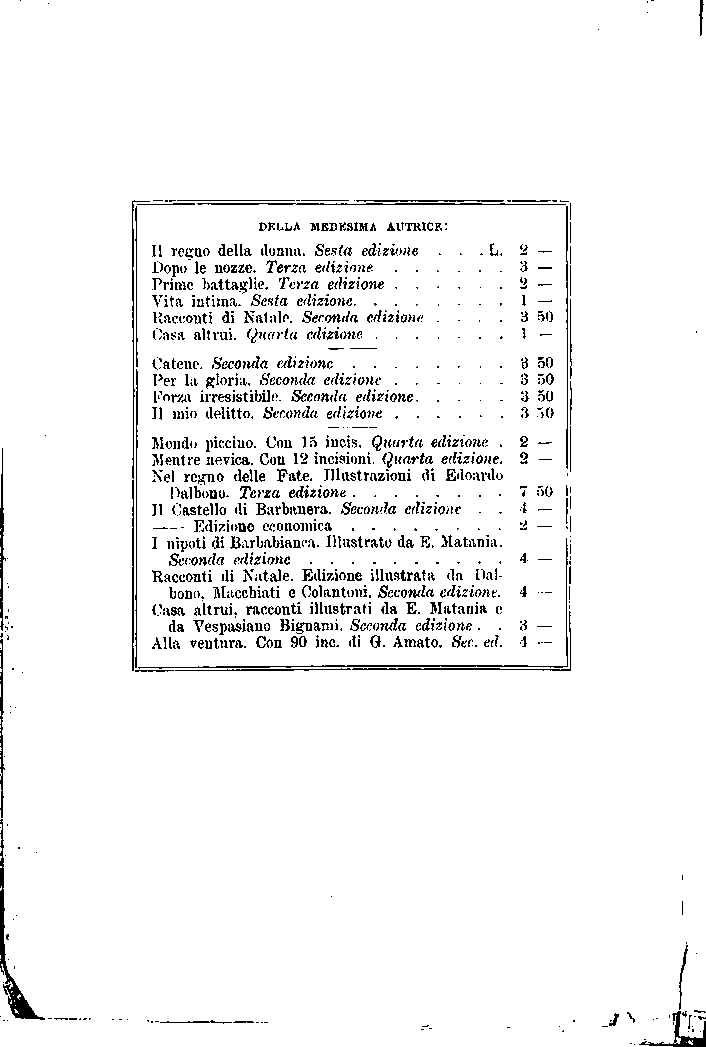 DELLA MEDESIMA AUTRICE:
Il regno della donna. Sesta edizione . . . L. 2 —
Dopo le nozze. Terza edizione . . . . . . 3 —
Prime battaglie. Terza edizione . . . . . . 2 —
Vita intima. Sesta edizione. . . . . . . . 1 —
Racconti di Natale. Seconda edizione . . . . 3 50
Casa altrui. Quarta edizione . . . . . . . 1 —
Catene. Seconda edizione . . . . . . . . 3 50
Per la gloria. Seconda edizione . . . . . . 3 50
Forza irresistibile. Seconda edizione. . . . . 3 50
Il mio delitto. Seconda edizione . . . . . . 3 50
Mondo piccino. Con 15 incis. Quarta edizione . 2 —
Mentre nevica. Con 12 incisioni. Quarta edizione. 2 —
Nel regno delle Fate. Illustrazioni di Edoardo
Dalbono. Terza edizione . . . . . . . . 7 50
Il Castello di Barbanera. Seconda edizione . . 4 —
—— Edizione economica . . . . . . . . 2 —
I nipoti di Barbabianca. Illustrato da E. Matania.
Seconda edizione . . . . . . . . . . 4 —
Racconti di Natale. Edizione illustrata da Dal-
bono, Macchiati e Colantoni. Seconda edizione. 4 —
Casa altrui, racconti illustrati da E. Matania e
da Vespasiano Bignami. Seconda edizione . . 3 —
Alla ventura. Con 90 inc. di G. Amato. Sec. ed. 4 —